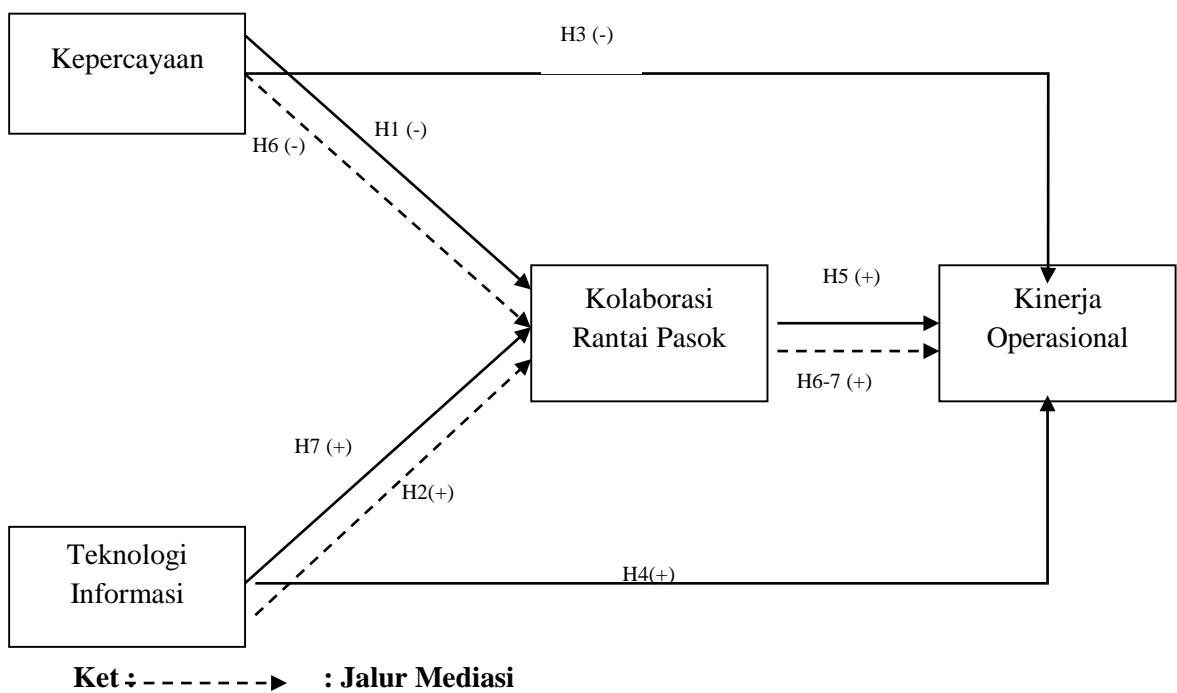 H3 (-)
Kepercayaan
H1 (-)
H6 (-)
Kolaborasi
Rantai Pasok
H5 (+)
H6-7 (+)
Kinerja
Operasional
H7 (+)
H2(+)
Teknologi
Informasi
H4(+)
Ket : : Jalur Mediasi